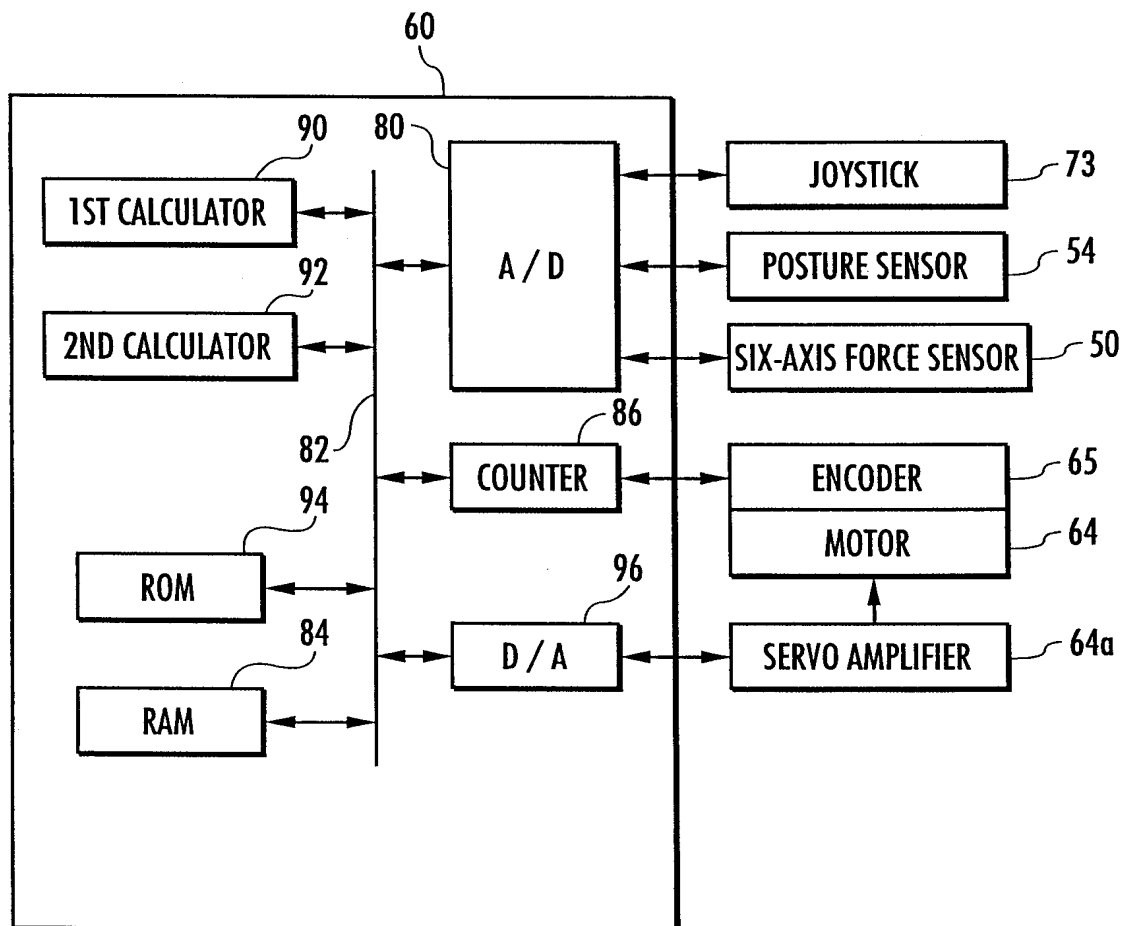 60
90
80
1ST CALCULATOR
JOYSTICK
73
92
A / D
POSTURE SENSOR
54
2ND CALCULATOR
SIX-AXIS FORCE SENSOR
50
82
86
COUNTER
ENCODER
65
94
MOTOR
64
ROM
96
84
D / A
SERVO AMPLIFIER
64a
RAM